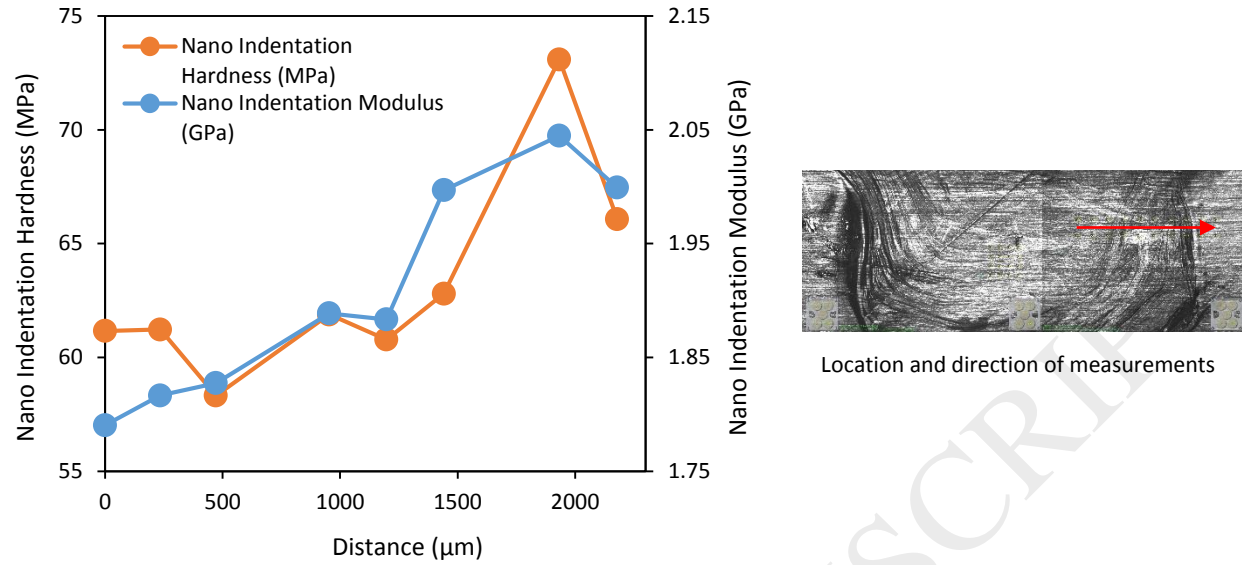 75
70
65
60
55
Nano Indentation Hardness (MPa)
Nano Indentation
Hardness (MPa)
Nano Indentation Modulus
(GPa)
2.15
2.05
1.95
1.85
1.75
Nano Indentation Modulus (GPa)
0 500 1000 1500 2000
Distance (µm)
Location and direction of measurements
SCRIP